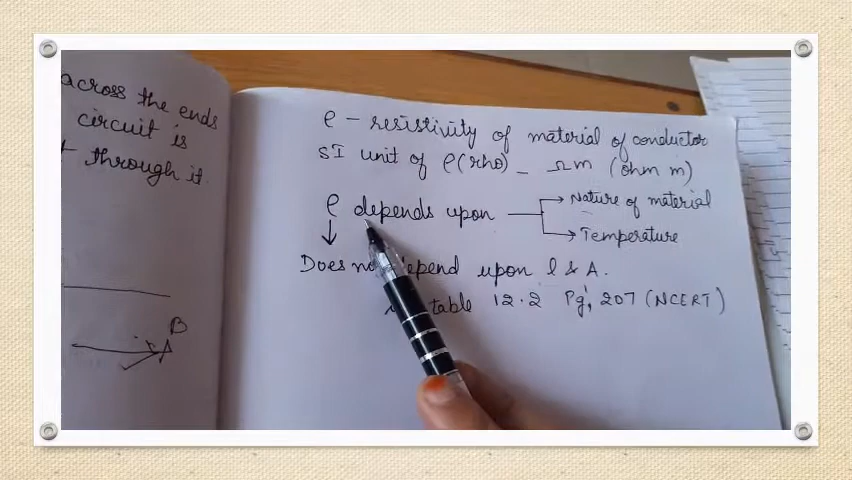 across the ends
circuit is
through it.
ρ - resistivity of material of conductor
SI unit of ρ(rho) - Ωm (ohm m)
ρ depends upon → Nature of material
→ Temperature
↓
Does not depend upon l & A.
table 12.2 Pg, 207 (NCERT)
B
A